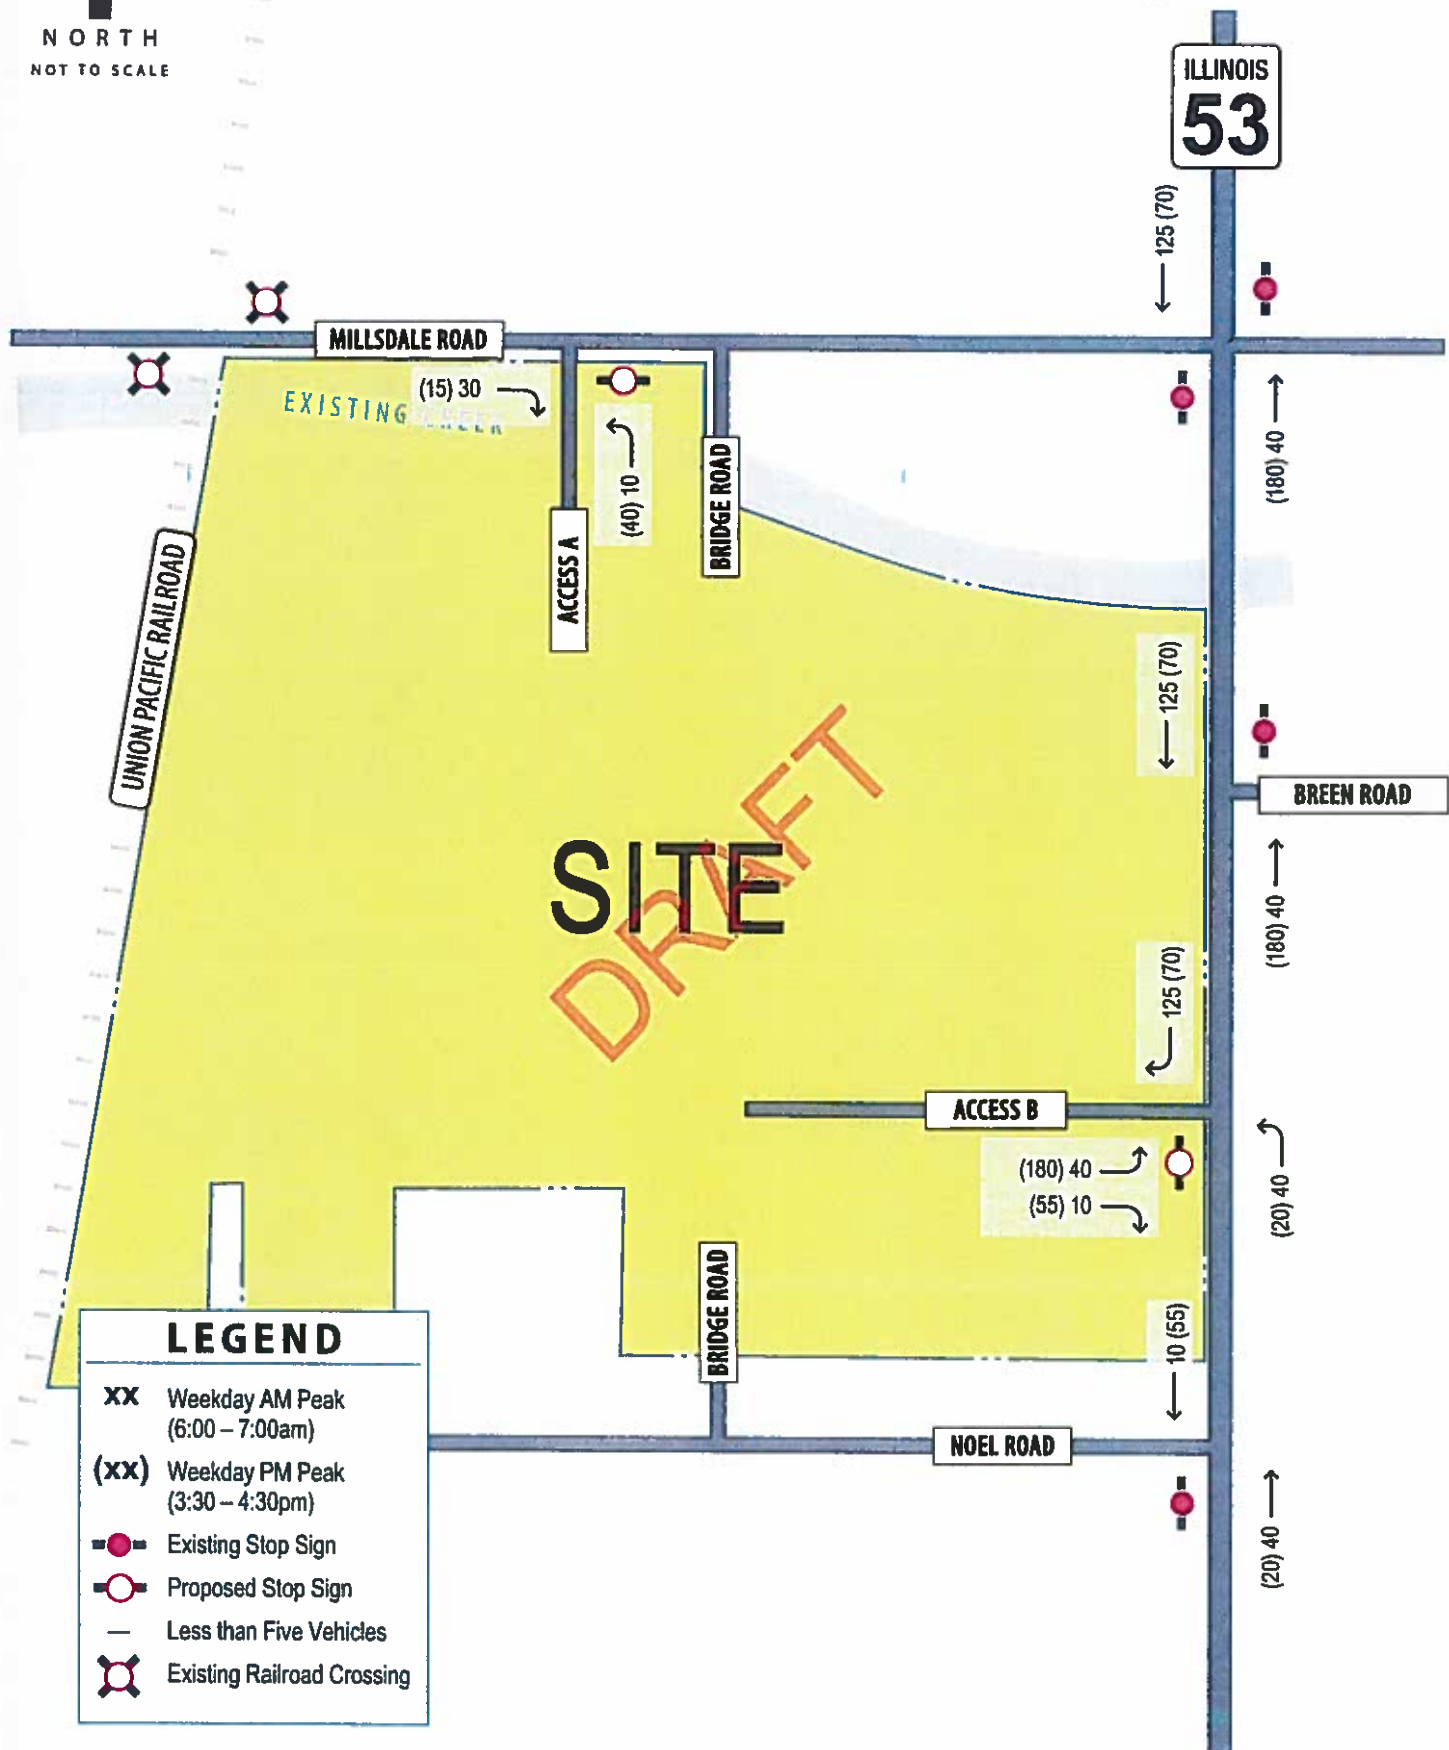 NORTH
NOT TO SCALE
ILLINOIS
53
125 (70)
MILLSDALE ROAD
(15) 30
EXISTING CREEK
(40) 10
(180) 40
BRIDGE ROAD
ACCESS A
UNION PACIFIC RAILROAD
125 (70)
BREEN ROAD
SITE
DRAFT
(180) 40
125 (70)
ACCESS B
(180) 40
(55) 10
(20) 40
BRIDGE ROAD
10 (55)
NOEL ROAD
(20) 40
LEGEND
XX Weekday AM Peak
(6:00 – 7:00am)
(XX) Weekday PM Peak
(3:30 – 4:30pm)
Existing Stop Sign
Proposed Stop Sign
— Less than Five Vehicles
Existing Railroad Crossing